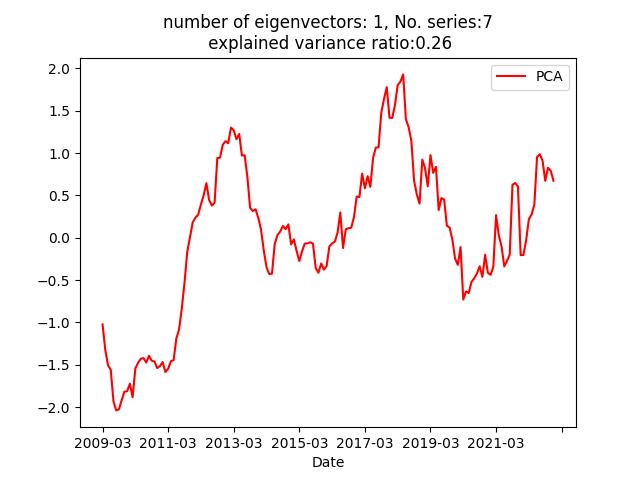 number of eigenvectors: 1, No. series:7
explained variance ratio:0.26
PCA
2.0
1.5
1.0
0.5
0.0
−0.5
−1.0
−1.5
−2.0
2009-03 2011-03 2013-03 2015-03 2017-03 2019-03 2021-03
Date